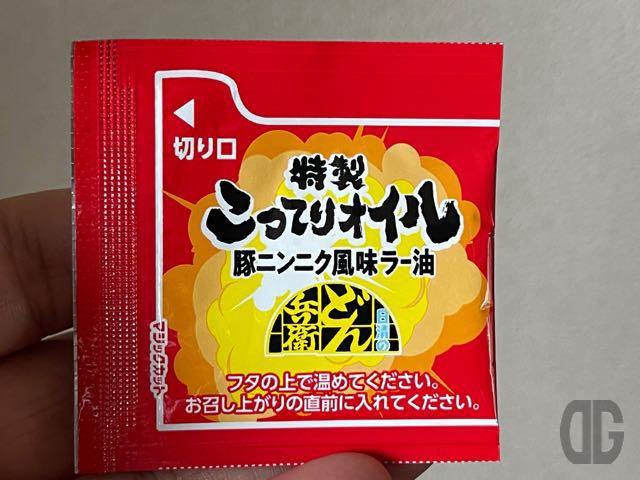 切り口
特製
こってりオイル
豚ニンニク風味ラー油
日清の
どん
兵衛
マジックカット
フタの上で温めてください。
お召し上がりの直前に入れてください。
DG